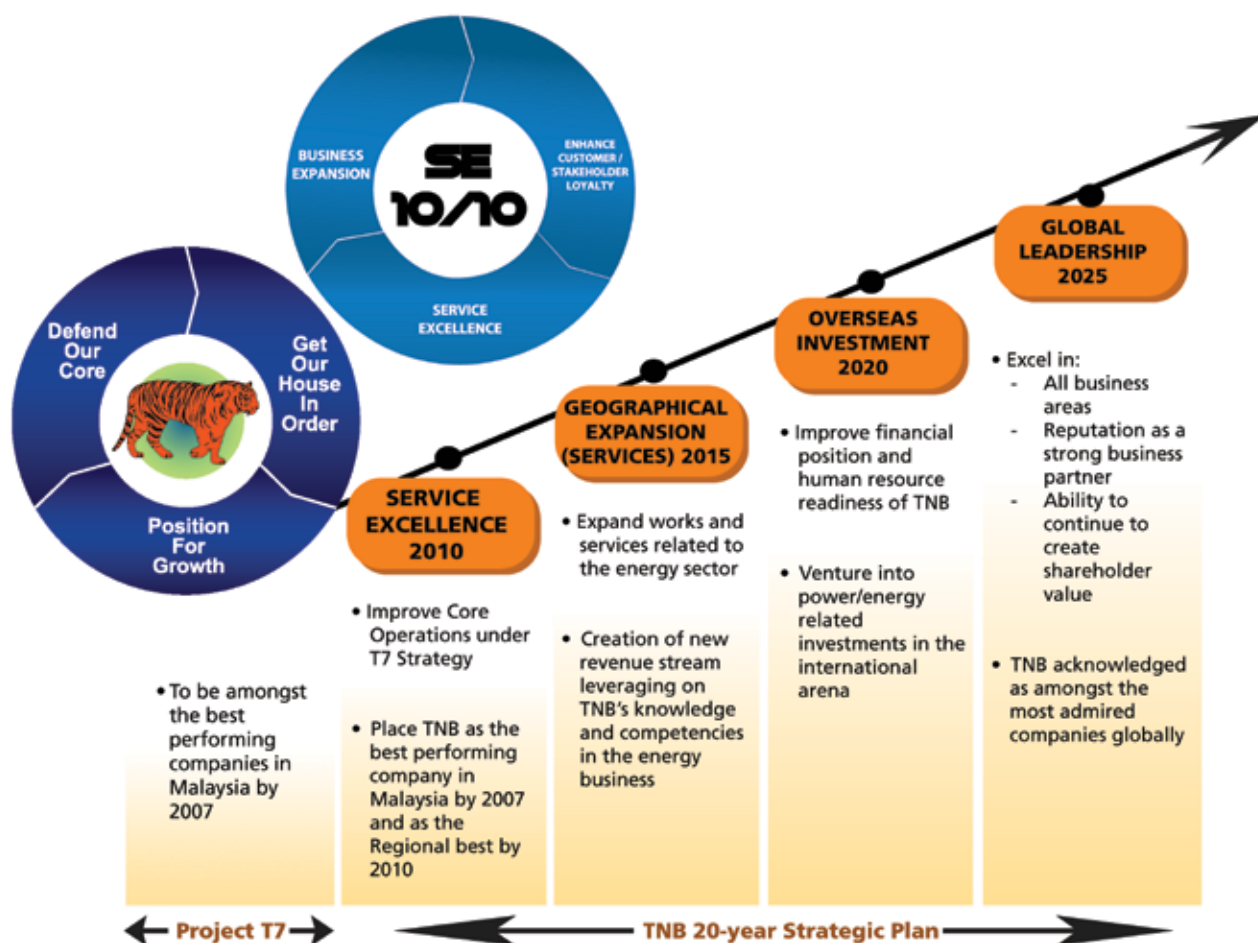 BUSINESS
EXPANSION
SE
10/10
ENHANCE
CUSTOMER /
STAKEHOLDER
LOYALTY
SERVICE
EXCELLENCE
Defend
Our
Core
Get
Our
House
In
Order
Position
For
Growth
SERVICE
EXCELLENCE
2010
GEOGRAPHICAL
EXPANSION
(SERVICES) 2015
OVERSEAS
INVESTMENT
2020
GLOBAL
LEADERSHIP
2025
• To be amongst
the best
performing
companies in
Malaysia by
2007
• Improve Core
Operations under
T7 Strategy
• Place TNB as the
best performing
company in
Malaysia by 2007
and as the
Regional best by
2010
• Expand works and
services related to
the energy sector
• Creation of new
revenue stream
leveraging on
TNB's knowledge
and competencies
in the energy
business
• Improve financial
position and
human resource
readiness of TNB
• Venture into
power/energy
related
investments in the
international
arena
• Excel in:
- All business
areas
- Reputation as a
strong business
partner
- Ability to
continue to
create
shareholder
value
• TNB acknowledged
as amongst the
most admired
companies globally
Project T7
TNB 20-year Strategic Plan